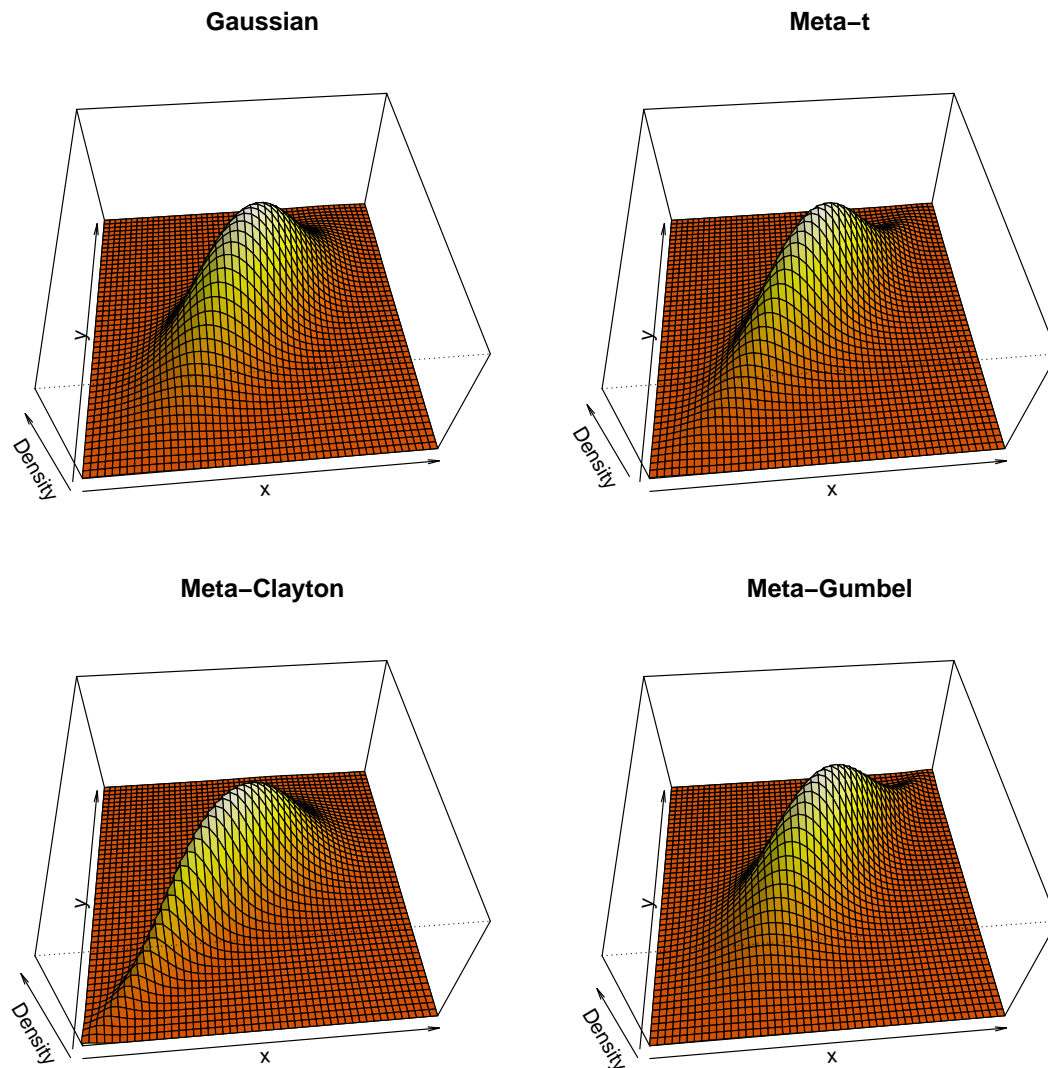 Gaussian
y
Density
x
Meta−t
y
Density
x
Meta−Clayton
y
Density
x
Meta−Gumbel
y
Density
x